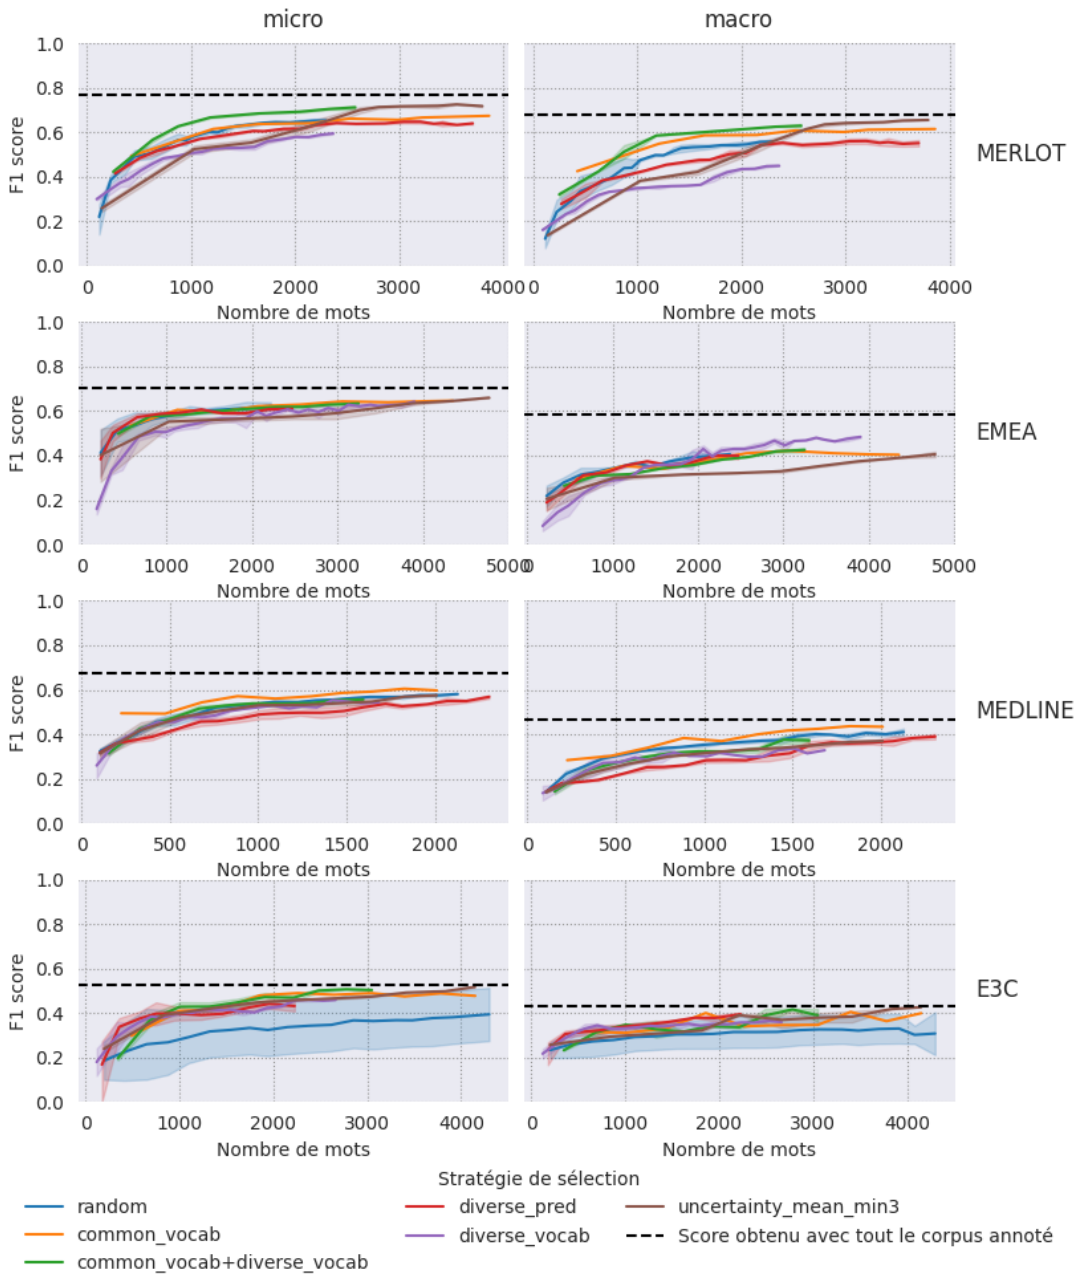 micro macro
1.0
0.8
0.6
0.4
0.2
0.0
F1 score
0 1000 2000 3000 4000
0 1000 2000 3000 4000
Nombre de mots Nombre de mots
MERLOT
1.0
0.8
0.6
0.4
0.2
0.0
F1 score
0 1000 2000 3000 4000 5000
0 1000 2000 3000 4000 5000
Nombre de mots Nombre de mots
EMEA
1.0
0.8
0.6
0.4
0.2
0.0
F1 score
0 500 1000 1500 2000
0 500 1000 1500 2000
Nombre de mots Nombre de mots
MEDLINE
1.0
0.8
0.6
0.4
0.2
0.0
F1 score
0 1000 2000 3000 4000
0 1000 2000 3000 4000
Nombre de mots Nombre de mots
E3C
Stratégie de sélection
random diverse_pred uncertainty_mean_min3
common_vocab diverse_vocab Score obtenu avec tout le corpus annoté
common_vocab+diverse_vocab